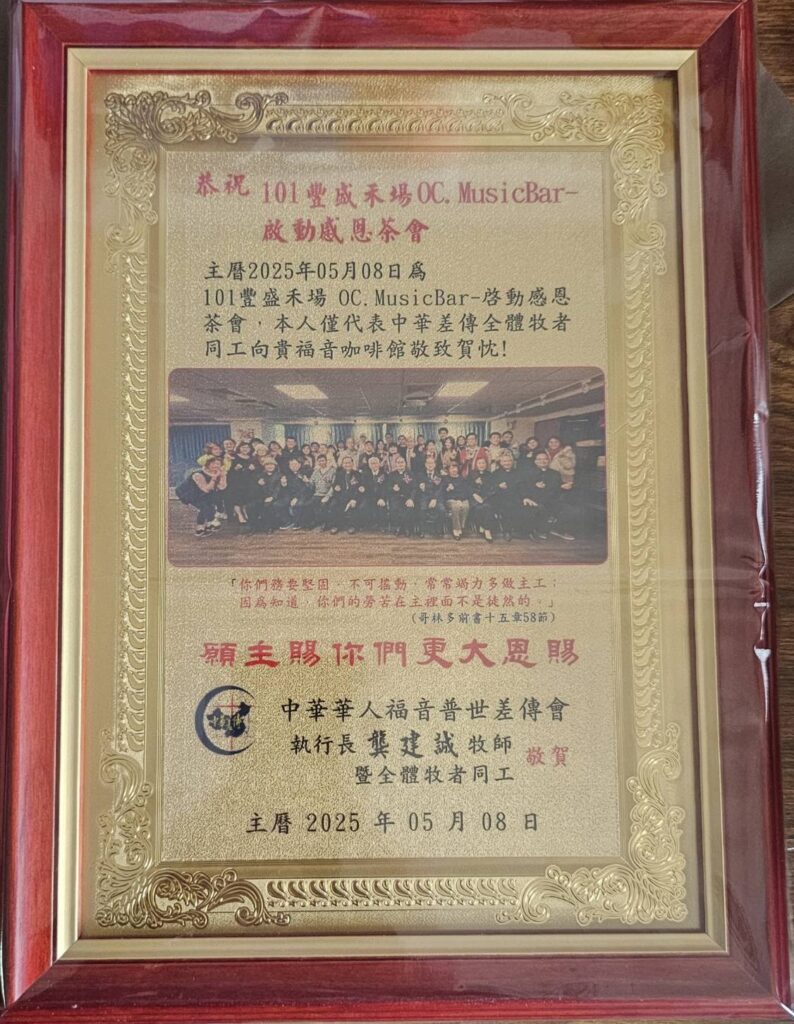 恭祝 101豐盛禾場OC.MusicBar-
啟動感恩茶會
主曆2025年05月08日為
101豐盛禾場 OC.MusicBar-啓動感恩
茶會，本人僅代表中華差傳全體牧者
同工向貴福音咖啡館敬致賀忱!
「你們務要堅固，不可搖動，常常竭力多做主工；
因為知道，你們的勞苦在主裡面不是徒然的。」
(哥林多前書十五章58節)
願主賜你們更大恩賜
中華華人福音普世差傳會
執行長 龔建誠 牧師
暨全體牧者同工
敬賀
主曆 2025 年 05 月 08 日